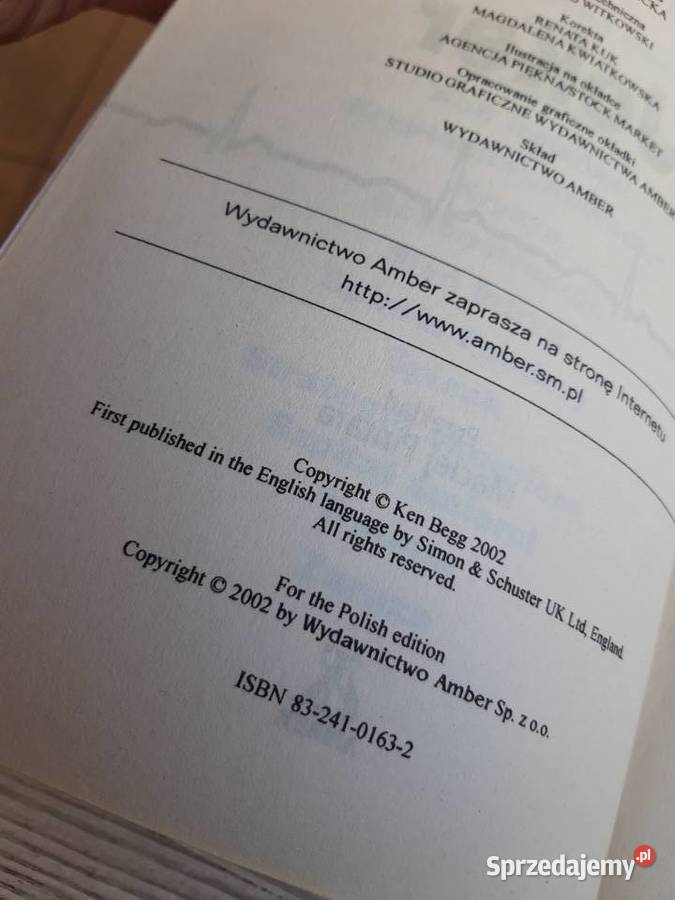 CKA
techniczna
WITKOWSKI
Korekta
RENATA KUK
MAGDALENA KWIATKOWSKA
Ilustracja na okładce
AGENCJA PIĘKNA/STOCK MARKET
Opracowanie graficzne okładki
STUDIO GRAFICZNE WYDAWNICTWA AMBER
Skład
WYDAWNICTWO AMBER
Wydawnictwo Amber zaprasza na stronę Internetu
http://www.amber.sm.pl
Copyright © Ken Begg 2002
First published in the English language by Simon & Schuster UK Ltd, England.
All rights reserved.
For the Polish edition
Copyright © 2002 by Wydawnictwo Amber Sp. z o.o.
ISBN 83-241-0163-2
Sprzedajemy.pl